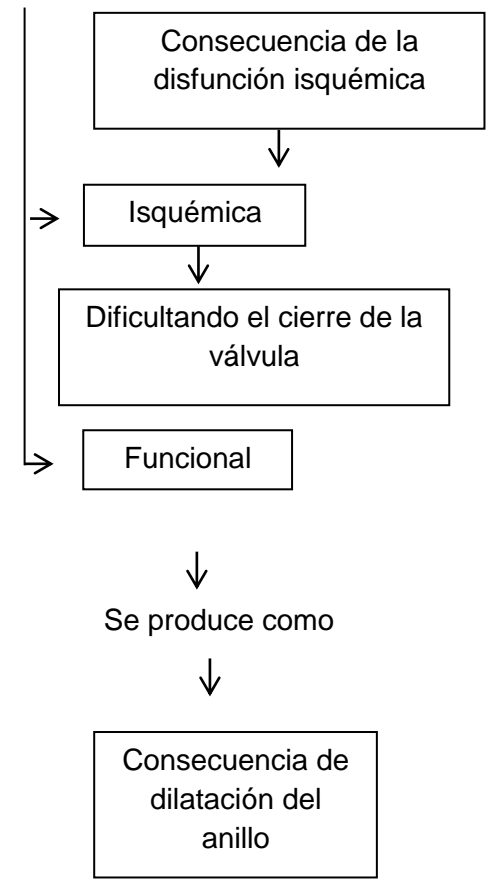 Consecuencia de la
disfunción isquémica
Isquémica
Dificultando el cierre de la
válvula
Funcional
Se produce como
Consecuencia de
dilatación del
anillo